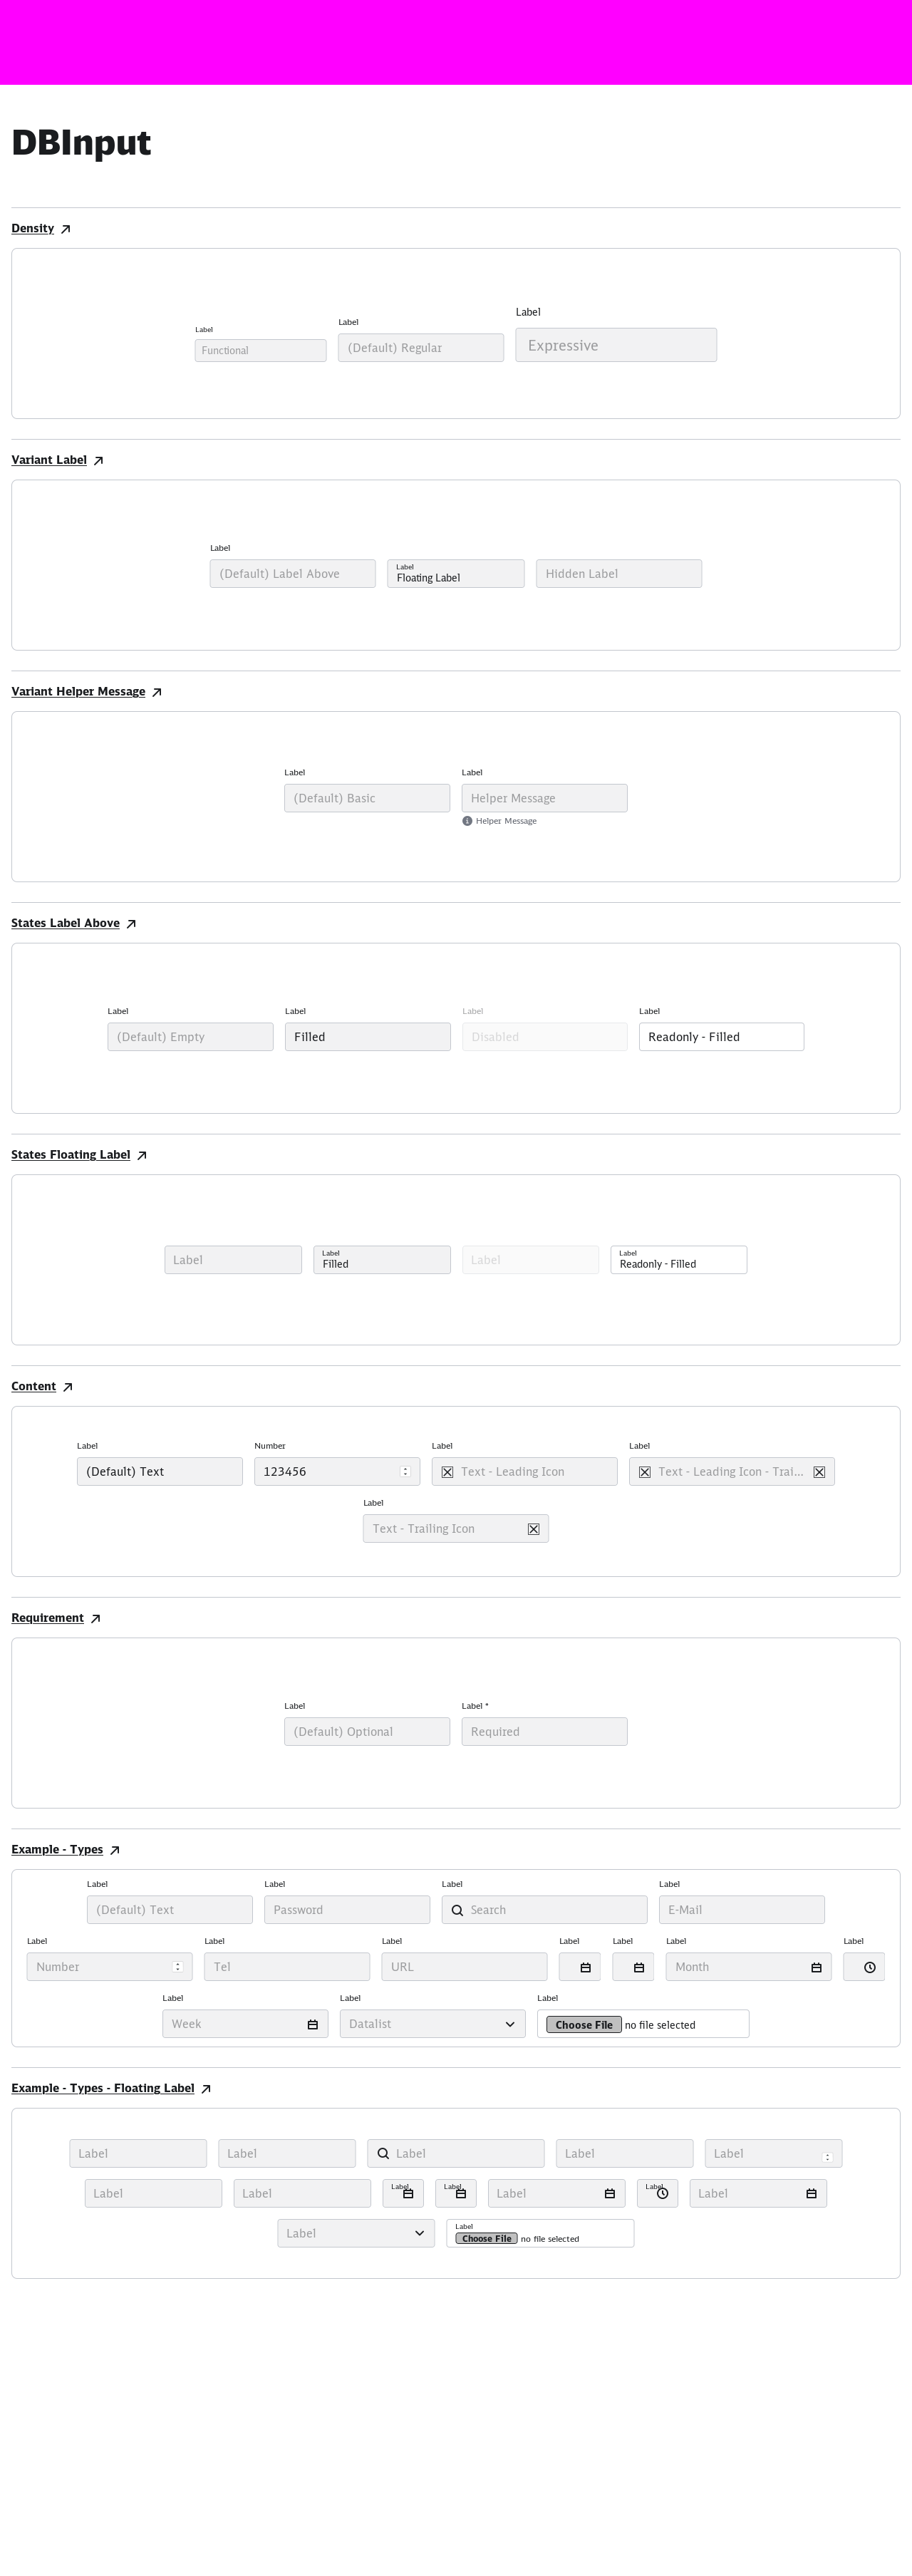 DBInput
Density
Label
Label
Label
Functional
(Default) Regular
Expressive
Variant Label
Label
(Default) Label Above
Label
Floating Label
Hidden Label
Variant Helper Message
Label
Label
(Default) Basic
Helper Message
Helper Message
States Label Above
Label
Label
Label
Label
(Default) Empty
Filled
Disabled
Readonly - Filled
States Floating Label
Label
Label
Filled
Label
Label
Readonly - Filled
Content
Label
Number
Label
Label
(Default) Text
123456
Text - Leading Icon
Text - Leading Icon - Trai...
Label
Text - Trailing Icon
Requirement
Label
Label *
(Default) Optional
Required
Example - Types
Label
Label
Label
Label
(Default) Text
Password
Search
E-Mail
Label
Label
Label
Label
Label
Label
Label
Number
Tel
URL
Month
Label
Label
Label
Week
Datalist
Choose File no file selected
Example - Types - Floating Label
Label
Label
Label
Label
Label
Label
Label
Label
Label
Label
Label
Label
Label
Label
Choose File no file selected